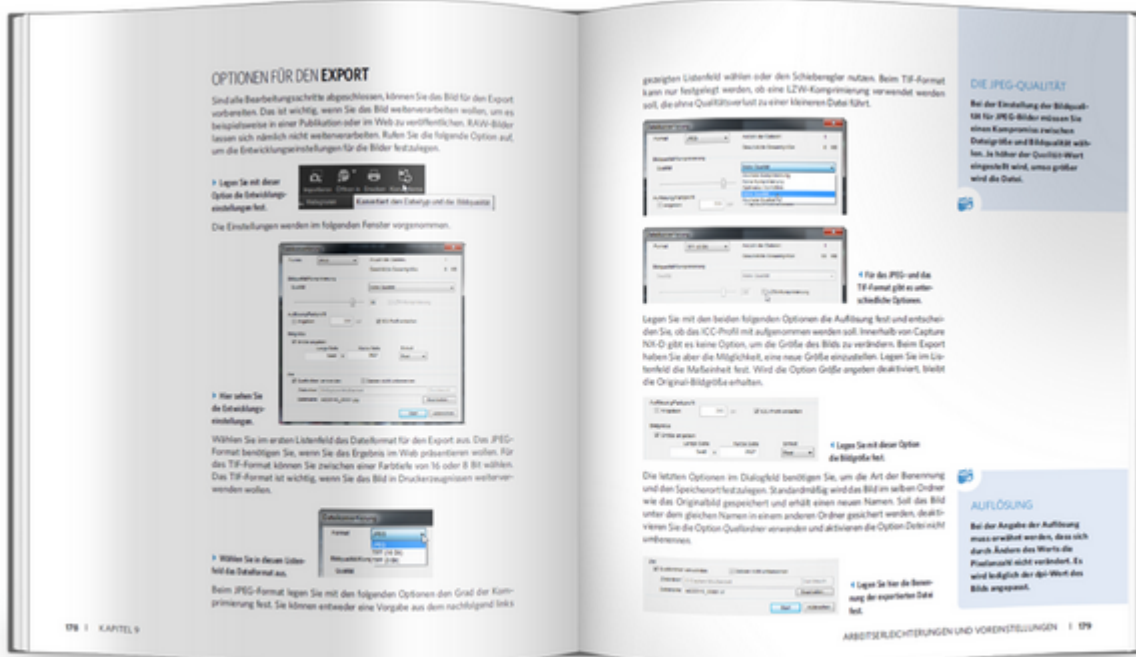 OPTIONEN FÜR DEN EXPORT
Sind alle Bearbeitungsschritte abgeschlossen, können Sie das Bild für den Export
vorbereiten. Das ist wichtig, wenn Sie das Bild weiterverarbeiten wollen, um es
beispielsweise in einer Publikation oder im Web zu veröffentlichen. RAW-Bilder
lassen sich nämlich nicht weiterverarbeiten. Rufen Sie die folgende Option auf,
um die Entwicklungseinstellungen für die Bilder festzulegen.
Legen Sie mit dieser
Option die Entwicklungs-
einstellungen fest.
Öffnen in Drucken
Konvertiert den Dateityp und die Bildqualität
Die Einstellungen werden im folgenden Fenster vorgenommen.
Hier sehen Sie
die Entwicklungs-
einstellungen.
Wählen Sie im ersten Listenfeld das Dateiformat für den Export aus. Das JPEG-
Format benötigen Sie, wenn Sie das Ergebnis im Web präsentieren wollen. Für
das TIF-Format können Sie zwischen einer Farbtiefe von 16 oder 8 Bit wählen.
Das TIF-Format ist wichtig, wenn Sie das Bild in Druckerzeugnissen weiterver-
wenden wollen.
Format JPEG
Qualität
Wählen Sie in diesem Listen-
feld das Dateiformat aus.
Beim JPEG-Format legen Sie mit den folgenden Optionen den Grad der Kom-
primierung fest. Sie können entweder eine Vorgabe aus dem nachfolgend links
178 | KAPITEL 9
gezeigten Listenfeld wählen oder den Schieberegler nutzen. Beim TIF-Format
kann nur festgelegt werden, ob eine LZW-Komprimierung verwendet werden
soll, die ohne Qualitätsverlust zu einer kleineren Datei führt.
Für das JPEG- und das
TIF-Format gibt es unter-
schiedliche Optionen.
Legen Sie mit den beiden folgenden Optionen die Auflösung fest und entschei-
den Sie, ob das ICC-Profil mit aufgenommen werden soll. Innerhalb von Capture
NX-D gibt es keine Option, um die Größe des Bilds zu verändern. Beim Export
haben Sie aber die Möglichkeit, eine neue Größe einzustellen. Legen Sie im Lis-
tenfeld die Maßeinheit fest. Wird die Option Größe angeben deaktiviert, bleibt
die Original-Bildgröße erhalten.
Legen Sie mit dieser Option
die Bildgröße fest.
Die letzten Optionen im Dialogfeld benötigen Sie, um die Art der Benennung
und den Speicherort festzulegen. Standardmäßig wird das Bild im selben Ordner
wie das Originalbild gespeichert und erhält einen neuen Namen. Soll das Bild
unter dem gleichen Namen in einem anderen Ordner gesichert werden, deakti-
vieren Sie die Option Quellordner verwenden und aktivieren die Option Datei nicht
umbenennen.
Legen Sie hier die Benen-
nung der exportierten Datei
fest.
DIE JPEG-QUALITÄT
Bei der Einstellung der Bildquali-
tät für JPEG-Bilder müssen Sie
einen Kompromiss zwischen
Dateigröße und Bildqualität wäh-
len. Je höher der Qualität-Wert
eingestellt wird, umso größer
wird die Datei.
AUFLÖSUNG
Bei der Angabe der Auflösung
muss erwähnt werden, dass sich
durch Ändern des Werts die
Pixelanzahl nicht verändert. Es
wird lediglich der dpi-Wert des
Bilds angepasst.
ARBEITSERLEICHTERUNGEN UND VOREINSTELLUNGEN | 179